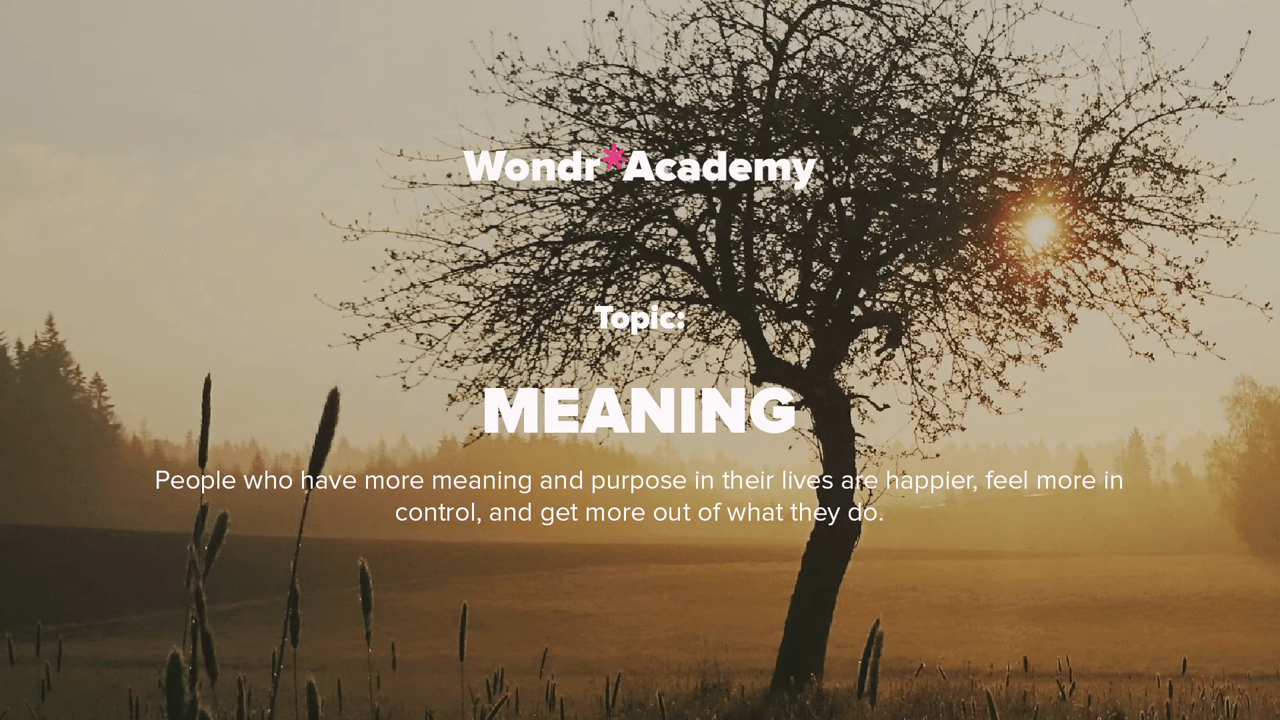 Wondr*Academy
Topic:
MEANING
People who have more meaning and purpose in their lives are happier, feel more in
control, and get more out of what they do.